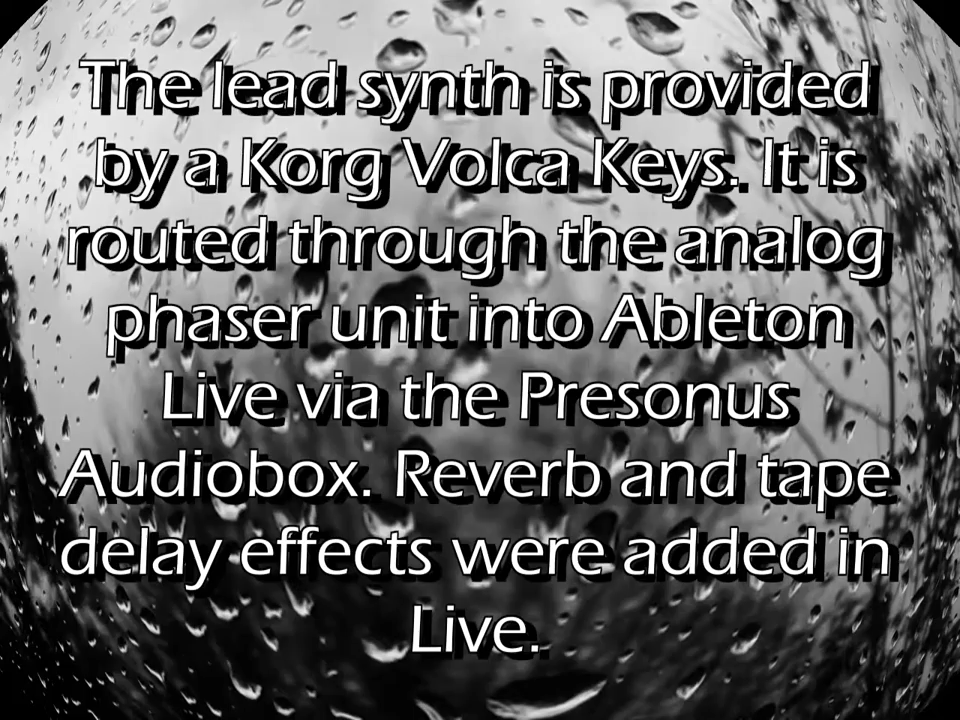 The lead synth is provided
by a Korg Volca Keys. It is
routed through the analog
phaser unit into Ableton
Live via the Presonus
Audiobox. Reverb and tape
delay effects were added in
Live.